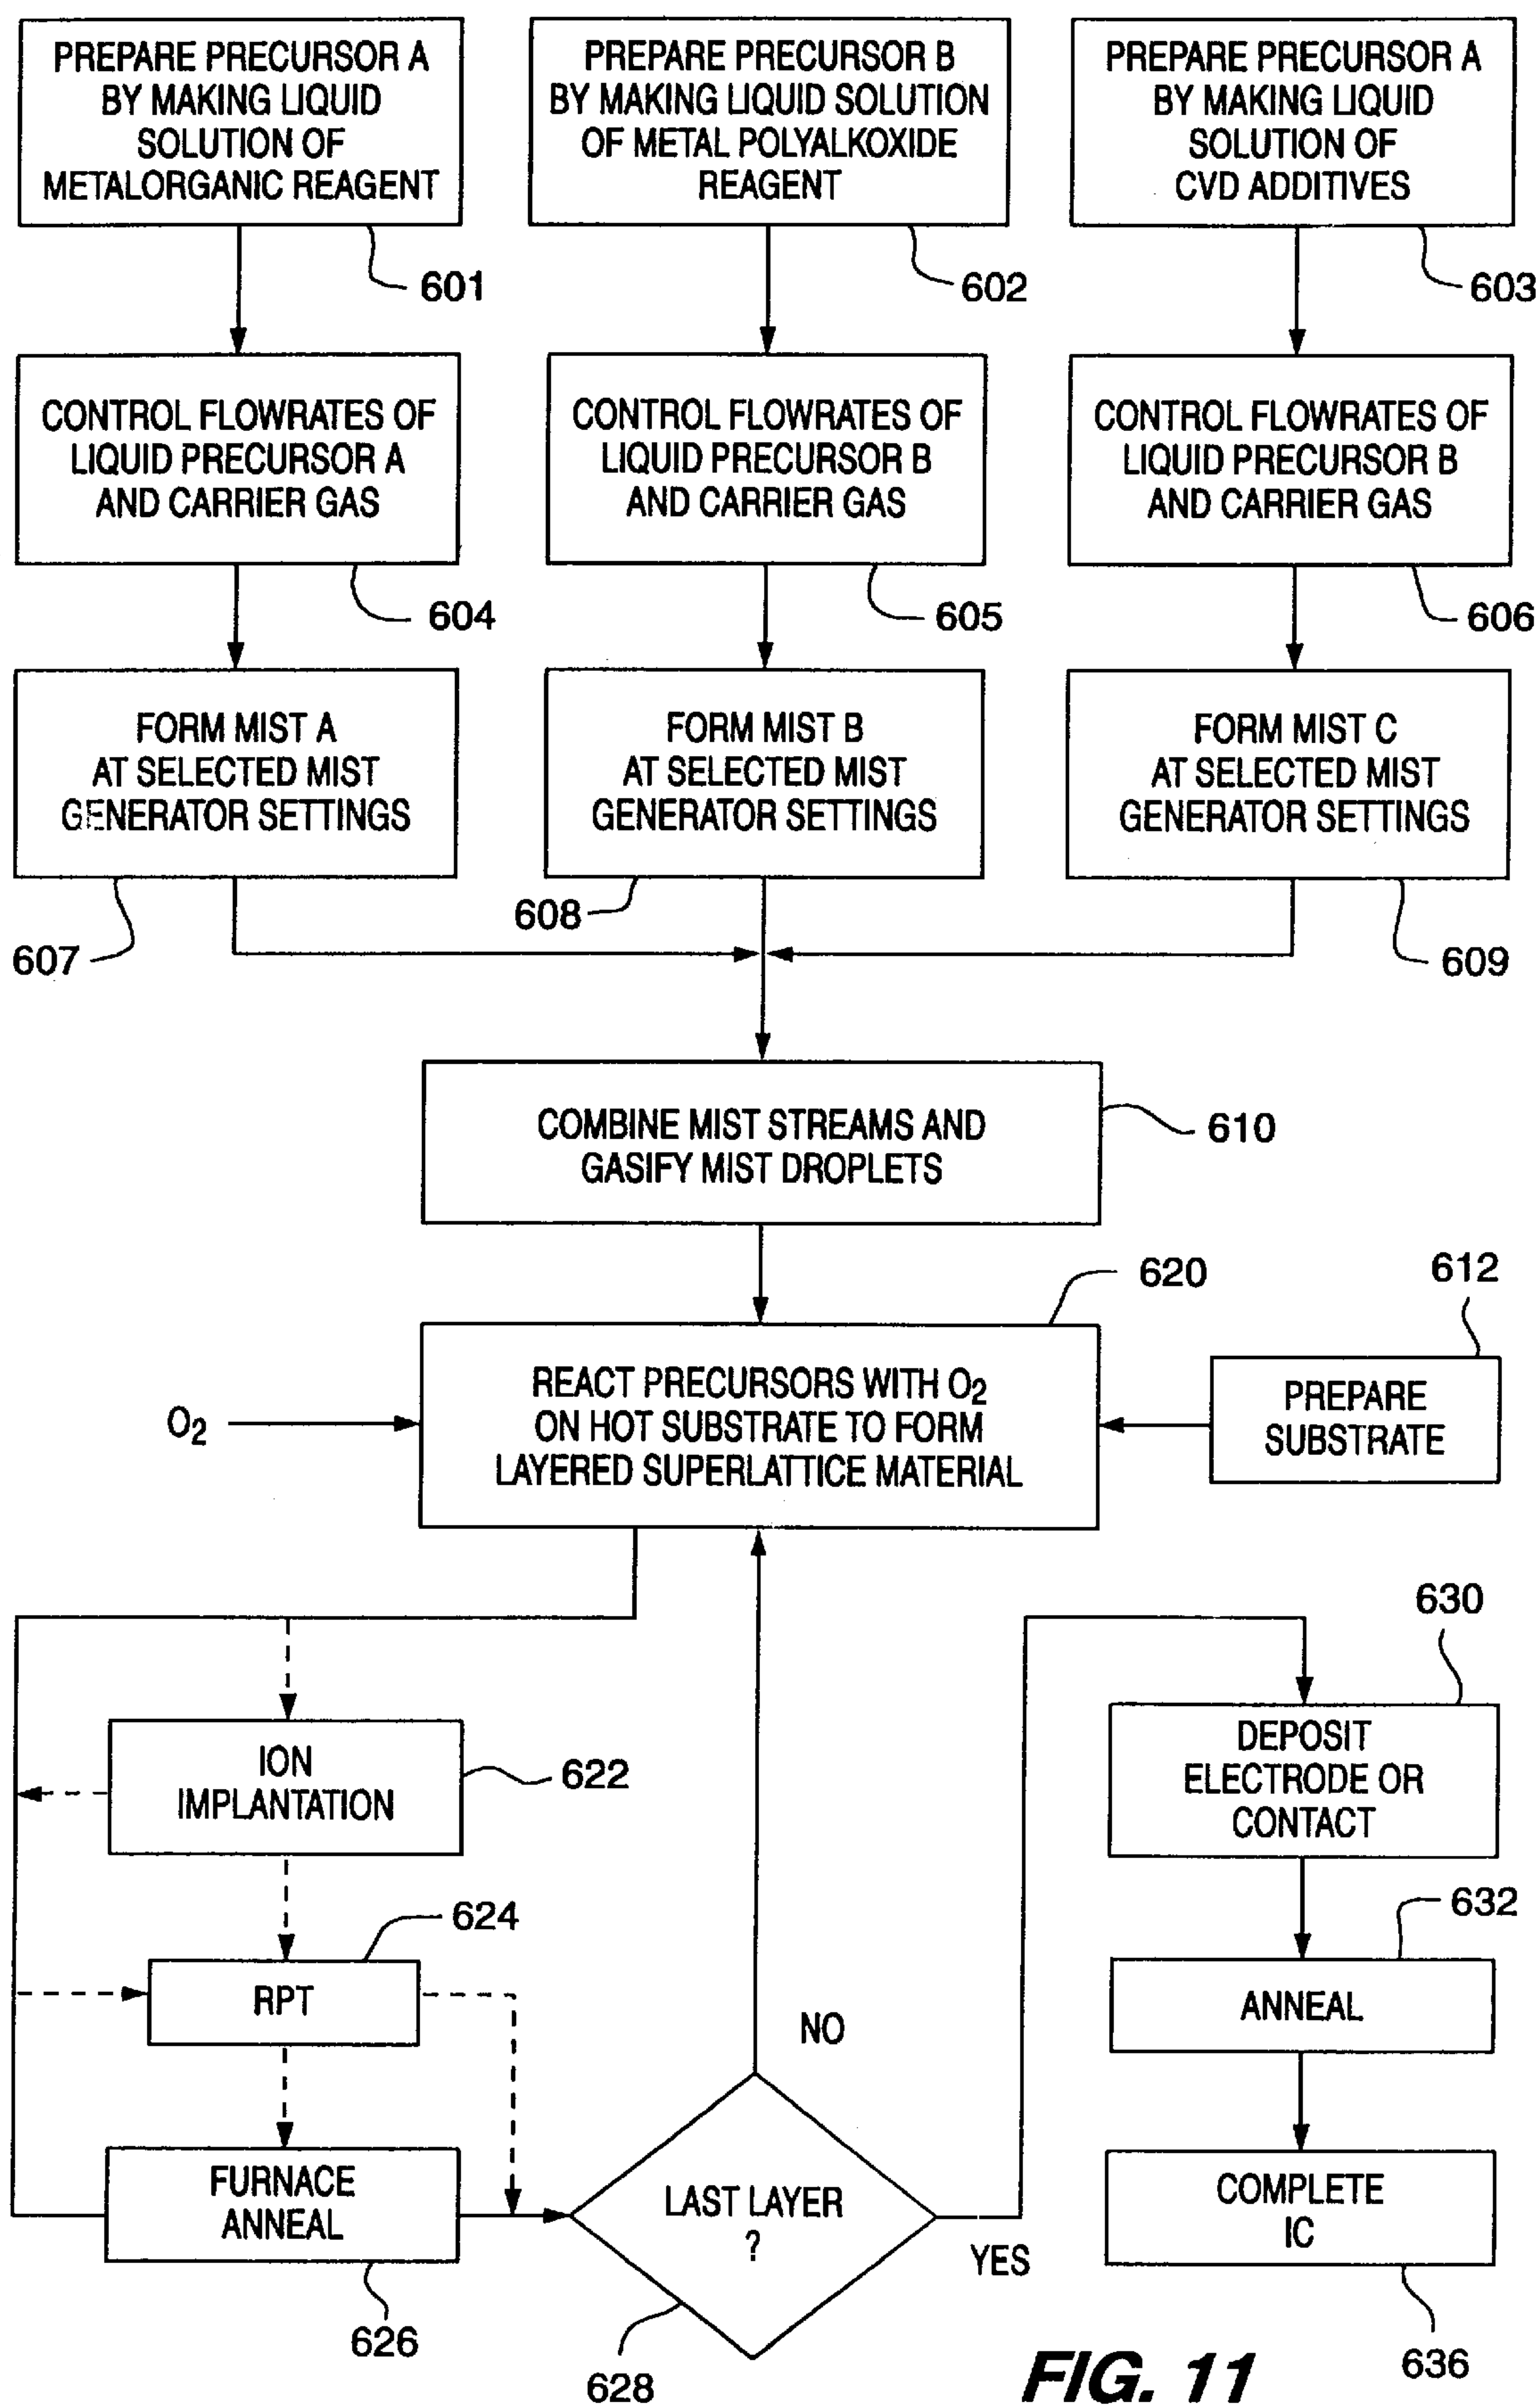 PREPARE PRECURSOR A
BY MAKING LIQUID
SOLUTION OF
METALORGANIC REAGENT
601
PREPARE PRECURSOR B
BY MAKING LIQUID SOLUTION
OF METAL POLYALKOXIDE
REAGENT
602
PREPARE PRECURSOR A
BY MAKING LIQUID
SOLUTION OF
CVD ADDITIVES
603
CONTROL FLOWRATES OF
LIQUID PRECURSOR A
AND CARRIER GAS
604
CONTROL FLOWRATES OF
LIQUID PRECURSOR B
AND CARRIER GAS
605
CONTROL FLOWRATES OF
LIQUID PRECURSOR B
AND CARRIER GAS
606
FORM MIST A
AT SELECTED MIST
GENERATOR SETTINGS
607
FORM MIST B
AT SELECTED MIST
GENERATOR SETTINGS
608
FORM MIST C
AT SELECTED MIST
GENERATOR SETTINGS
609
COMBINE MIST STREAMS AND
GASIFY MIST DROPLETS
610
620
612
REACT PRECURSORS WITH O2
ON HOT SUBSTRATE TO FORM
LAYERED SUPERLATTICE MATERIAL
O2
PREPARE
SUBSTRATE
ION
IMPLANTATION
622
624
RPT
FURNACE
ANNEAL
626
NO
LAST LAYER
?
YES
628
630
DEPOSIT
ELECTRODE OR
CONTACT
632
ANNEAL
COMPLETE
IC
636
FIG. 11